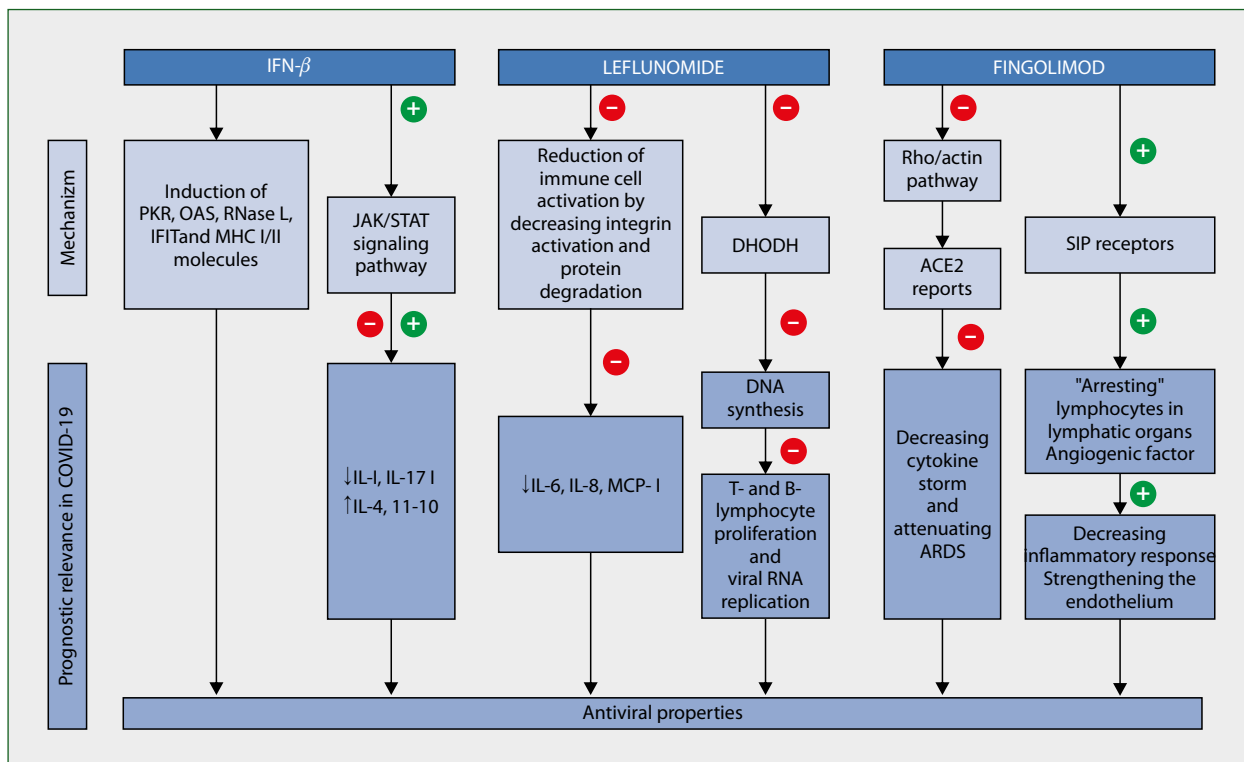 IFN-β
LEFLUNOMIDE
FINGOLIMOD
+
−
−
−
+
Mechanizm
Induction of
PKR, OAS, RNase L,
IFITand MHC I/II
molecules
JAK/STAT
signaling
pathway
Reduction of
immune cell
activation by
decreasing integrin
activation and
protein
degradation
DHODH
Rho/actin
pathway
ACE2
reports
SIP receptors
−
+
−
−
−
+
Prognostic relevance in COVID-19
↓IL-I, IL-17 I
↑IL-4, 11-10
↓IL-6, IL-8, MCP- I
DNA
synthesis
−
T- and B-
lymphocyte
proliferation
and
viral RNA
replication
Decreasing
cytokine
storm
and
attenuating
ARDS
"Arresting"
lymphocytes in
lymphatic organs
Angiogenic factor
+
Decreasing
inflammatory response
Strengthening the
endothelium
Antiviral properties